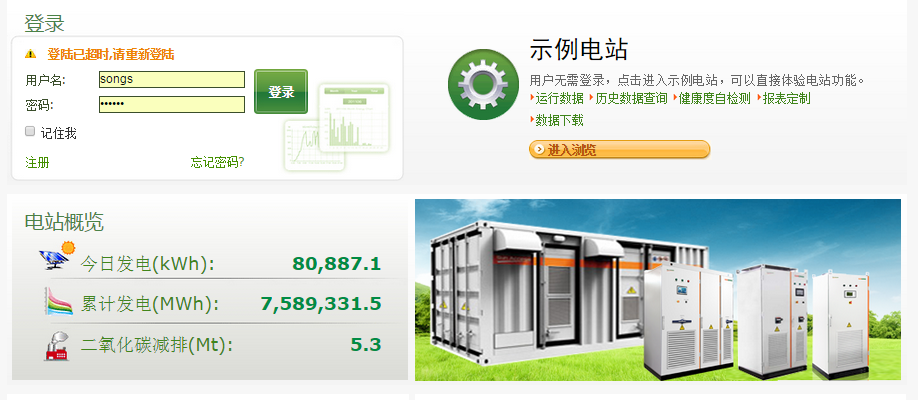 登录
登陆已超时,请重新登陆
用户名:
songs
密码:
••••••
登录
记住我
注册
忘记密码?
示例电站
用户无需登录，点击进入示例电站，可以直接体验电站功能。
运行数据 历史数据查询 健康度自检测 报表定制
数据下载
进入浏览
电站概览
今日发电(kWh): 80,887.1
累计发电(MWh): 7,589,331.5
二氧化碳减排(Mt): 5.3